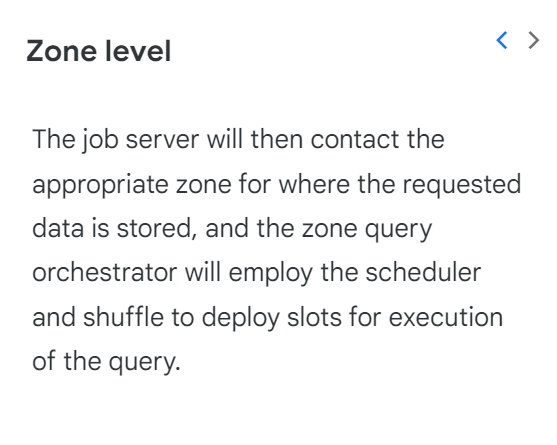 Zone level
The job server will then contact the
appropriate zone for where the requested
data is stored, and the zone query
orchestrator will employ the scheduler
and shuffle to deploy slots for execution
of the query.